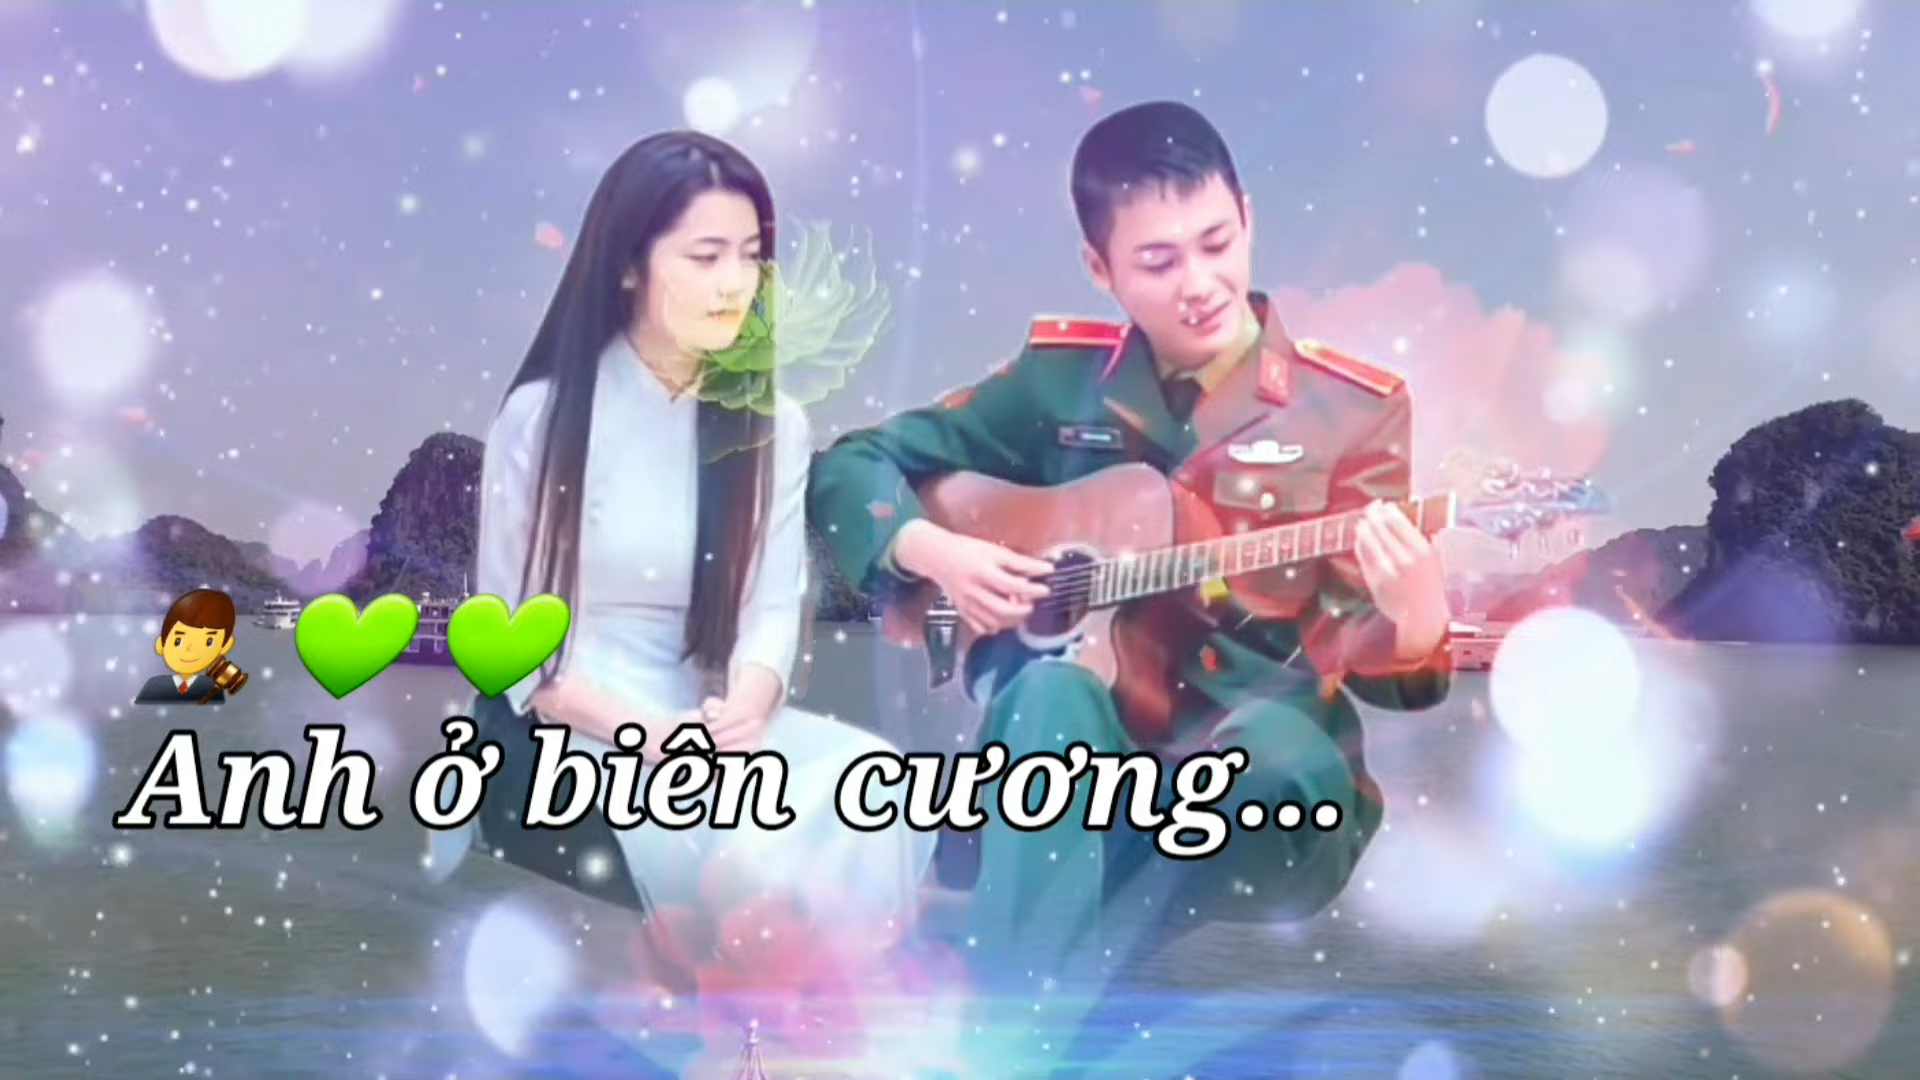 👨‍⚖️ 💚 💚
Anh ở biên cương...